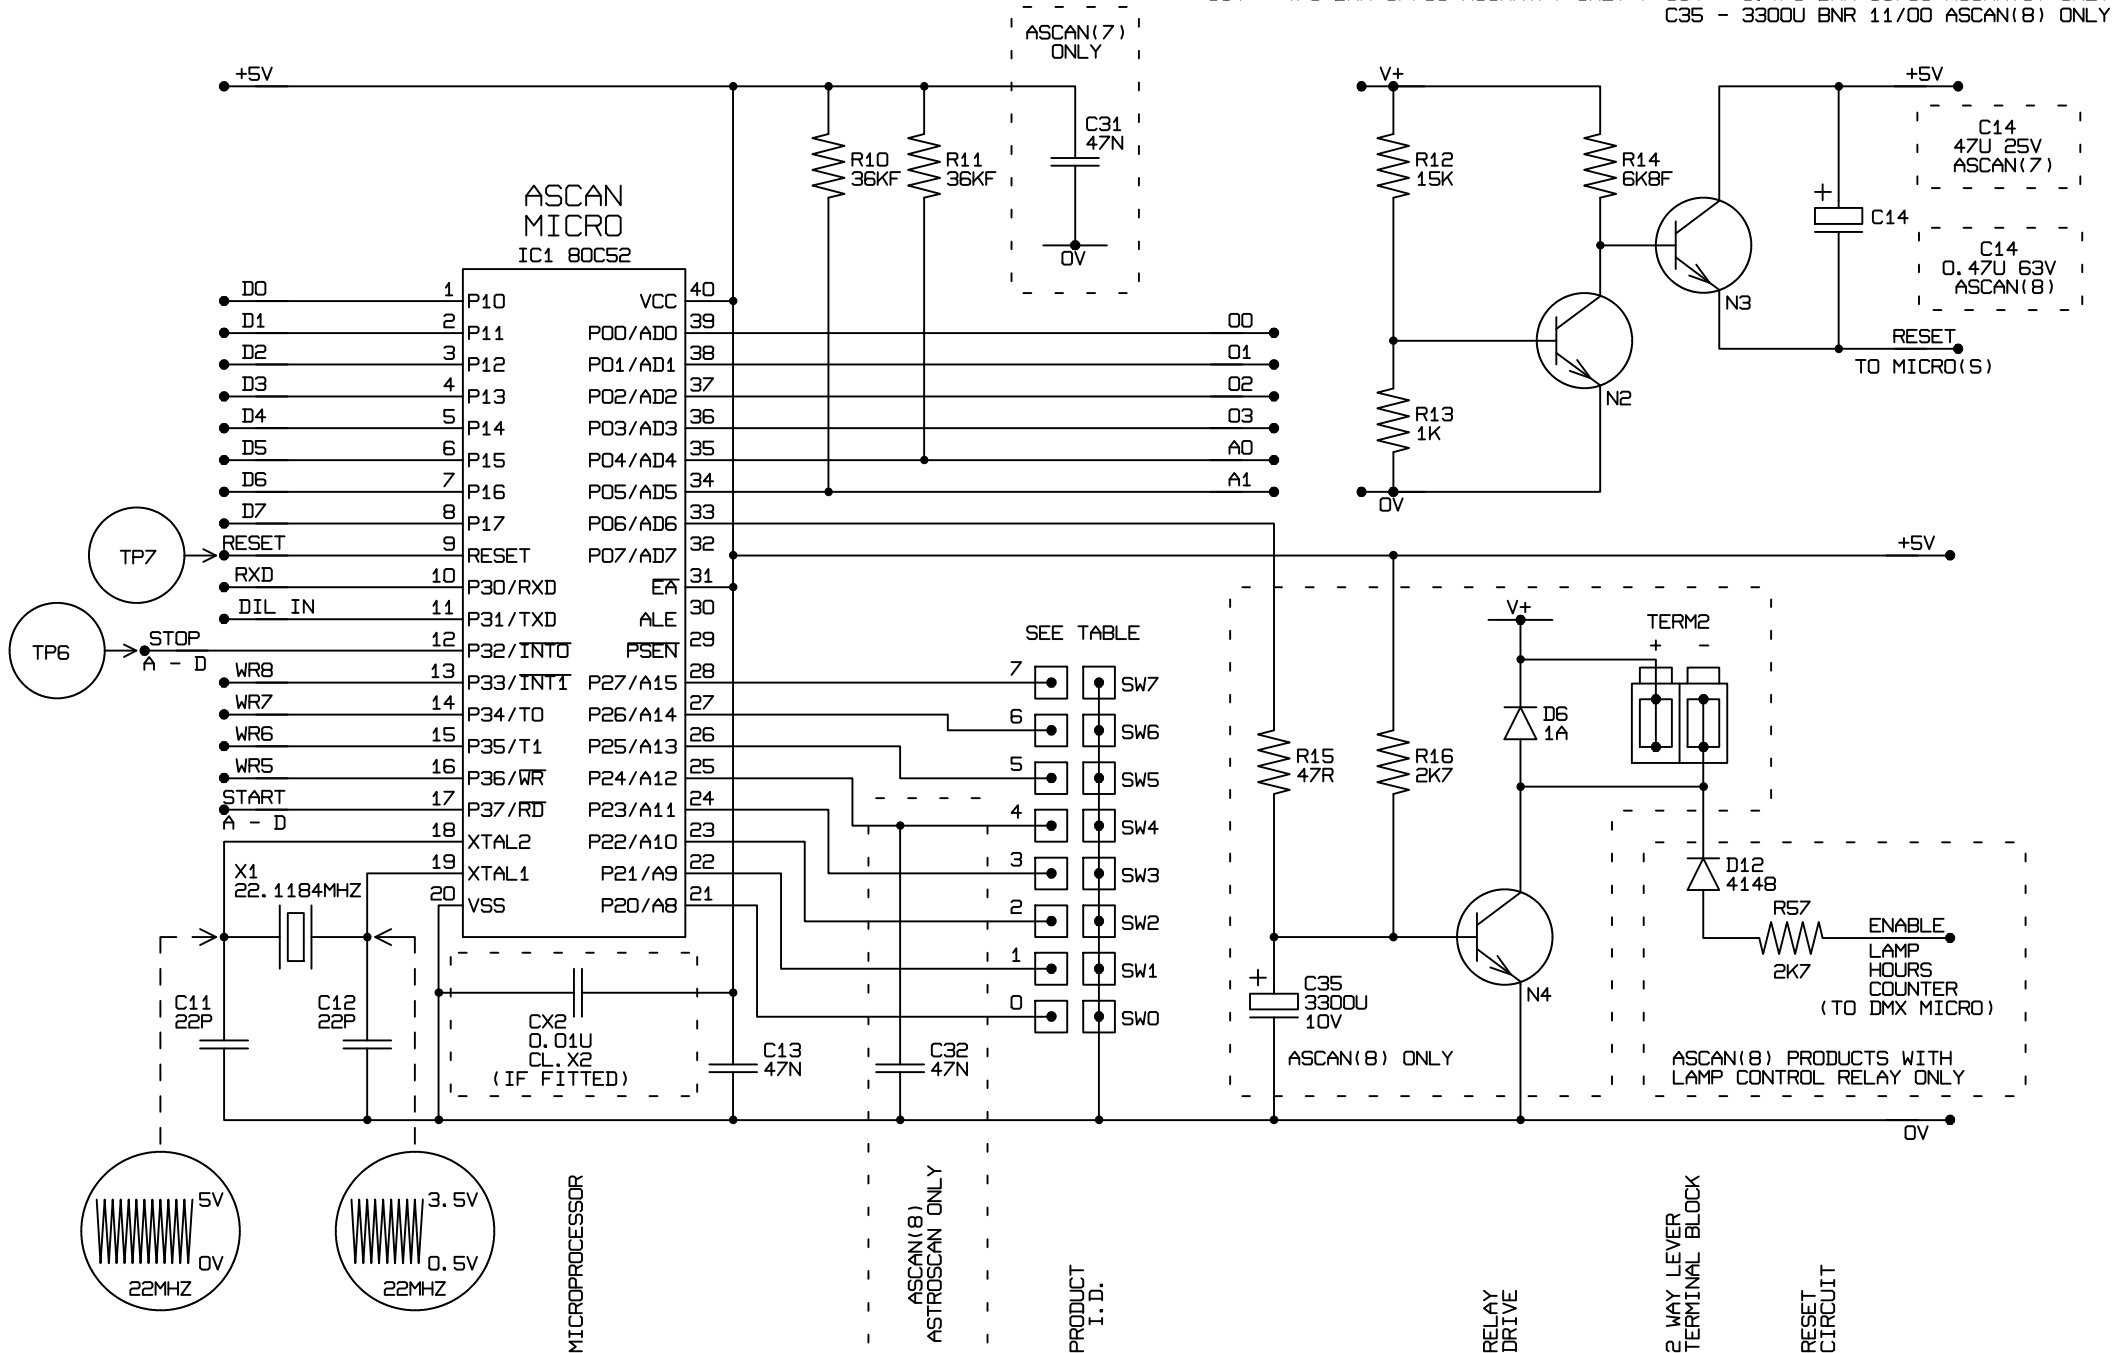 C35 - 3300U BNR 11/00 ASCAN(8) ONLY
ASCAN(7)
ONLY
+5V
V+
+5V
C31
47N
C14
47U 25V
ASCAN(7)
R10
36KF
R11
36KF
R12
15K
R14
6K8F
ASCAN
MICRO
IC1 80C52
C14
0V
C14
0.47U 63V
ASCAN(8)
N3
D0
1
P10
VCC
40
D1
2
P11
P00/AD0
39
O0
D2
3
P12
P01/AD1
38
O1
RESET
TO MICRO(S)
D3
4
P13
P02/AD2
37
O2
N2
D4
5
P14
P03/AD3
36
O3
R13
1K
D5
6
P15
P04/AD4
35
A0
D6
7
P16
P05/AD5
34
A1
0V
D7
8
P17
P06/AD6
33
TP7
RESET
9
RESET
P07/AD7
32
+5V
RXD
10
P30/RXD
EA
31
DIL IN
11
P31/TXD
ALE
30
TP6
STOP
A - D
12
P32/INT0
PSEN
29
SEE TABLE
V+
TERM2
+ -
WR8
13
P33/INT1
P27/A15
28
7
SW7
WR7
14
P34/T0
P26/A14
27
6
SW6
D6
1A
WR6
15
P35/T1
P25/A13
26
5
SW5
R15
47R
R16
2K7
WR5
16
P36/WR
P24/A12
25
4
SW4
START
A - D
17
P37/RD
P23/A11
24
3
SW3
18
XTAL2
P22/A10
23
2
SW2
X1
22.1184MHZ
19
XTAL1
P21/A9
22
1
SW1
20
VSS
P20/A8
21
0
SW0
D12
4148
R57
2K7
ENABLE
LAMP
HOURS
COUNTER
(TO DMX MICRO)
C11
22P
C12
22P
CX2
0.01U
CL.X2
(IF FITTED)
C13
47N
C32
47N
+
C35
3300U
10V
N4
ASCAN(8) ONLY
ASCAN(8) PRODUCTS WITH
LAMP CONTROL RELAY ONLY
0V
5V
0V
22MHZ
3.5V
0.5V
22MHZ
MICROPROCESSOR
ASCAN(8)
ASTROSCAN ONLY
PRODUCT
I.D.
RELAY
DRIVE
2 WAY LEVER
TERMINAL BLOCK
RESET
CIRCUIT
+